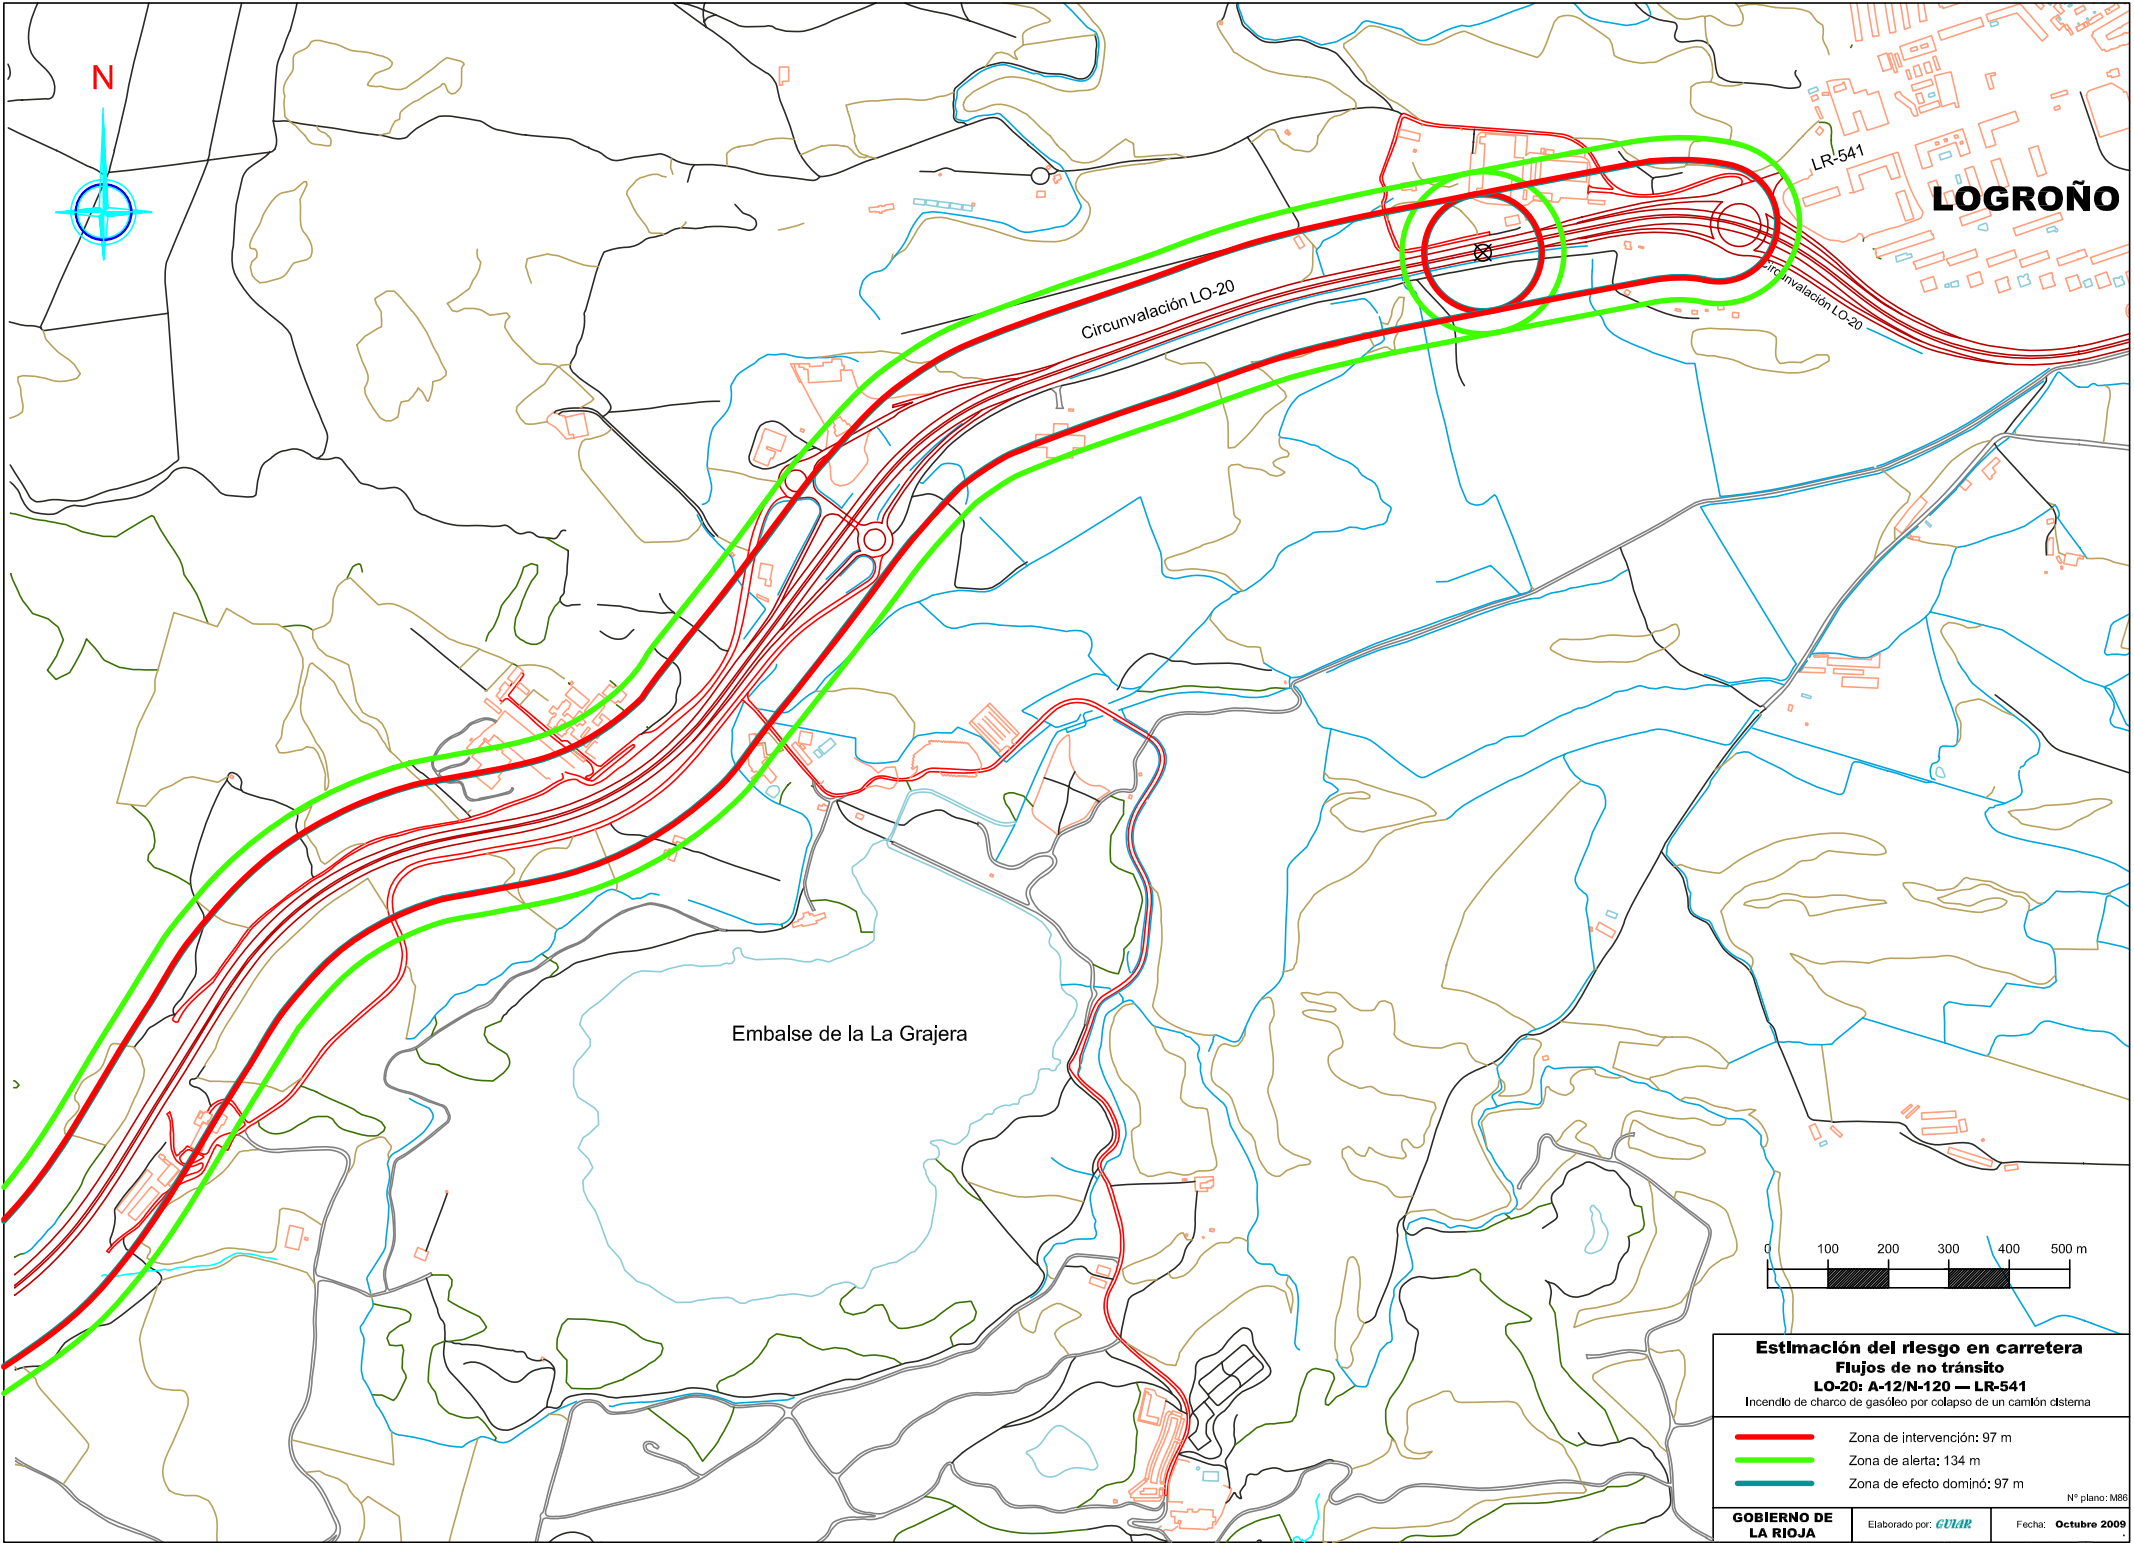 N
LR-541
LOGROÑO
Circunvalación LO-20
Circunvalación LO-20
Embalse de la La Grajera
0 100 200 300 400 500 m
Estimación del riesgo en carretera
Flujos de no tránsito
LO-20: A-12/N-120 — LR-541
Incendio de charco de gasóleo por colapso de un camión cisterna
Zona de intervención: 97 m
Zona de alerta: 134 m
Zona de efecto dominó: 97 m
Nº plano: M86
GOBIERNO DE
LA RIOJA
Elaborado por: GUIAR
Fecha: Octubre 2009